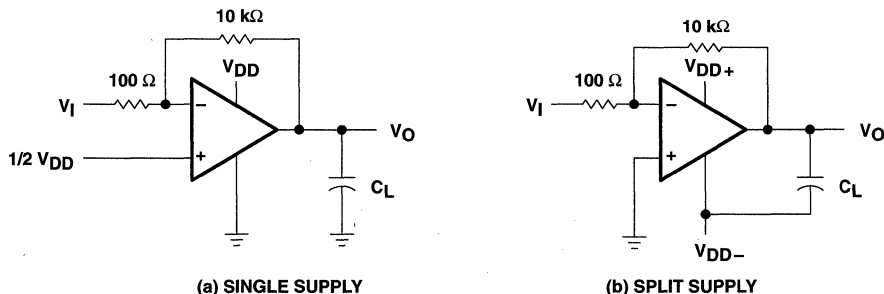 10 kΩ
VDD
100 Ω
VI
−
+
VO
1/2 VDD
CL
(a) SINGLE SUPPLY
10 kΩ
VDD+
100 Ω
VI
−
+
VO
CL
VDD−
(b) SPLIT SUPPLY